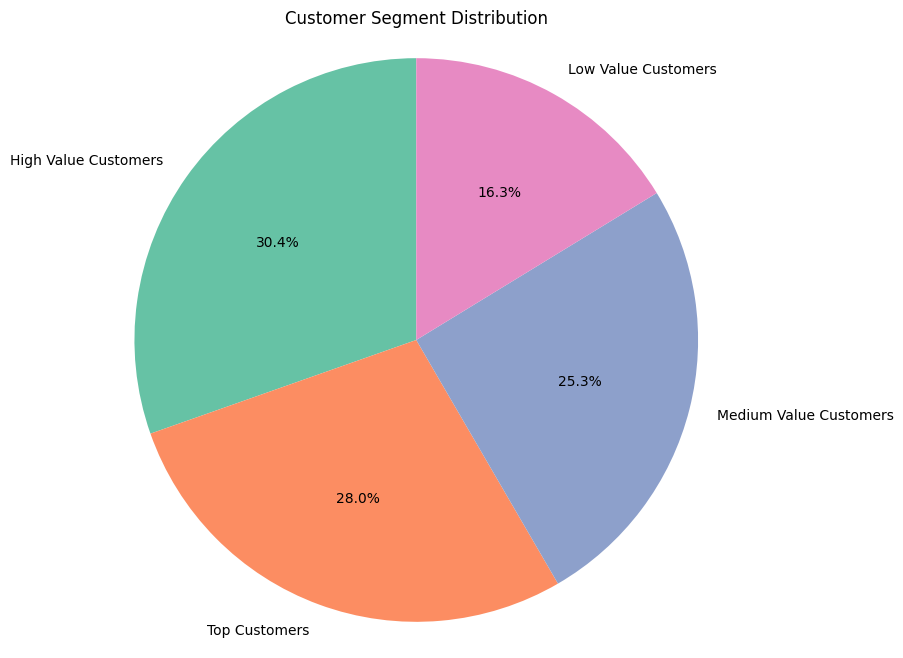 Customer Segment Distribution
Low Value Customers
High Value Customers
16.3%
30.4%
25.3%
Medium Value Customers
28.0%
Top Customers